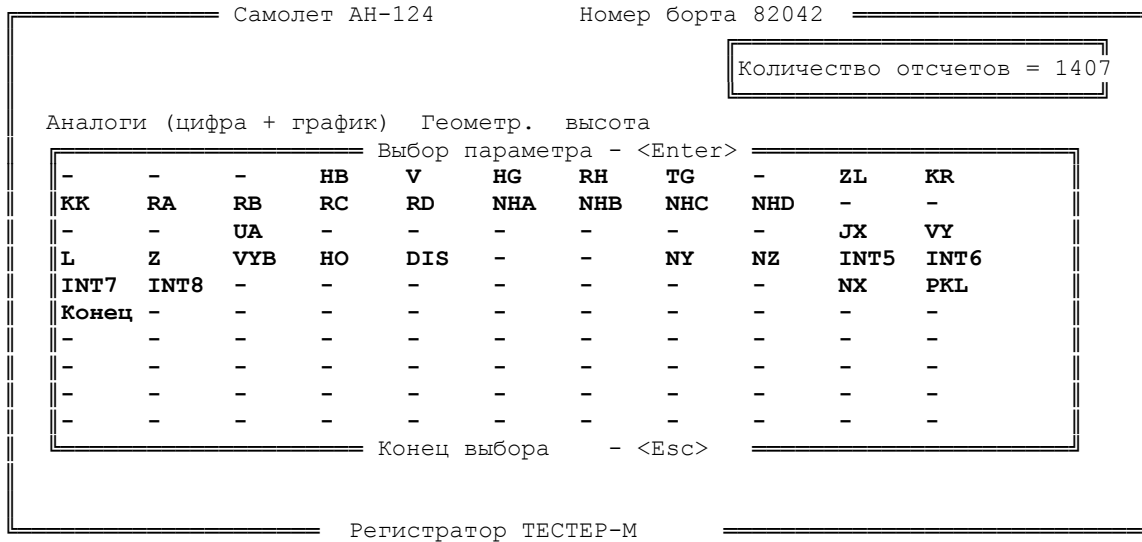 Самолет АН-124 Номер борта 82042
Количество отсчетов = 1407
Аналоги (цифра + график) Геометр. высота
Выбор параметра - <Enter>
- - - HB V HG RH TG - ZL KR
KK RA RB RC RD NHA NHB NHC NHD - -
- - UA - - - - - - JX VY
L Z VYB HO DIS - - NY NZ INT5 INT6
INT7 INT8 - - - - - - - NX PKL
Конец - - - - - - - - - -
- - - - - - - - - - -
- - - - - - - - - - -
- - - - - - - - - - -
- - - - - - - - - - -
Конец выбора - <Esc>
Регистратор ТЕСТЕР-М